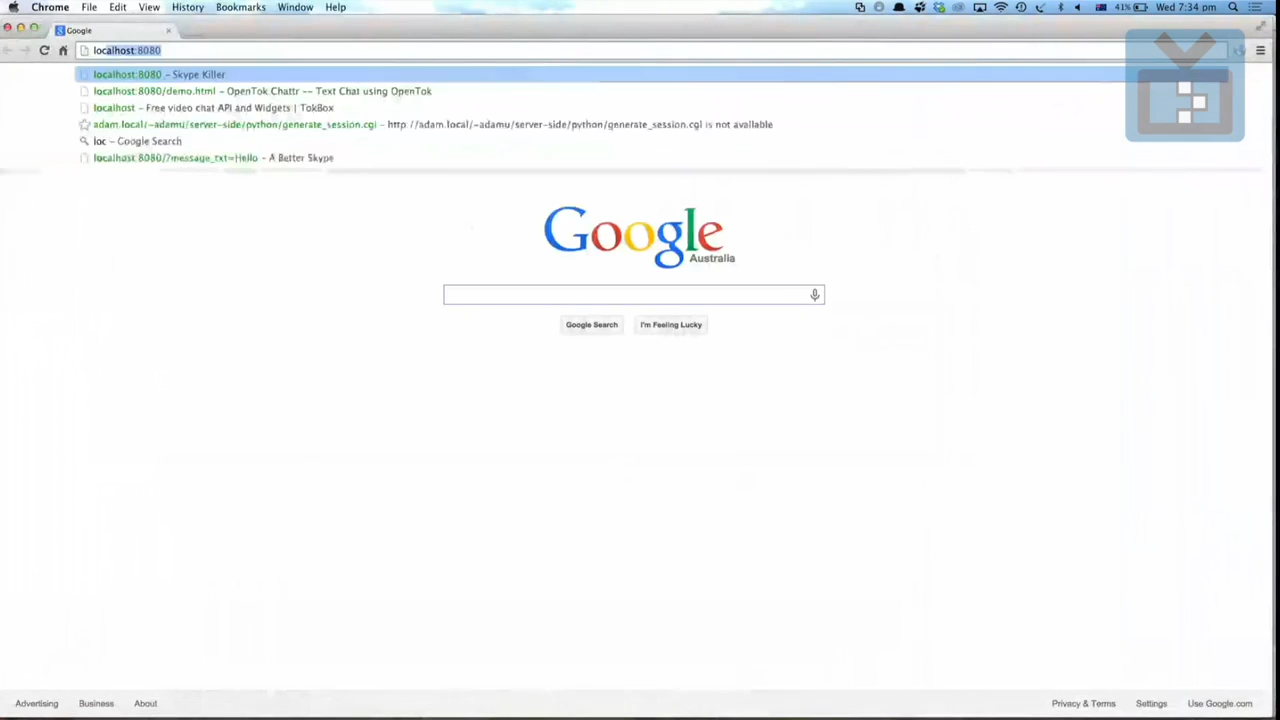 Chrome File Edit View History Bookmarks Window Help 41% Wed 7:34 pm
Google
localhost:8080
localhost:8080 – Skype Killer
localhost:8080/demo.html – OpenTok Chattr -- Text Chat using OpenTok
localhost – Free video chat API and Widgets | TokBox
adam.local/~adamu/server-side/python/generate_session.cgi – http://adam.local/~adamu/server-side/python/generate_session.cgi is not available
loc – Google Search
localhost:8080/?message_txt=Hello – A Better Skype
Google
Australia
Google Search I'm Feeling Lucky
Advertising Business About Privacy & Terms Settings Use Google.com